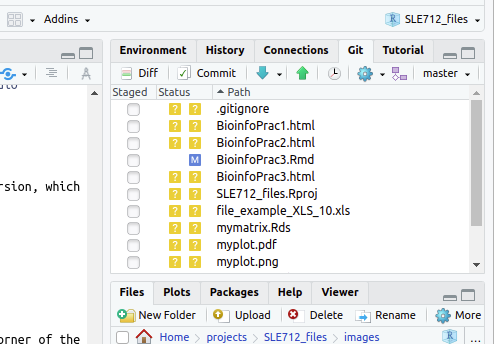 Addins
SLE712_files
Environment History Connections Git Tutorial
Diff Commit master
Staged Status Path
? ? .gitignore
? ? BioinfoPrac1.html
? ? BioinfoPrac2.html
M BioinfoPrac3.Rmd
rsion, which
? ? BioinfoPrac3.html
? ? SLE712_files.Rproj
? ? file_example_XLS_10.xls
? ? mymatrix.Rds
? ? myplot.pdf
? ? myplot.png
Files Plots Packages Help Viewer
New Folder Upload Delete Rename More
orner of the
Home projects SLE712_files images ...